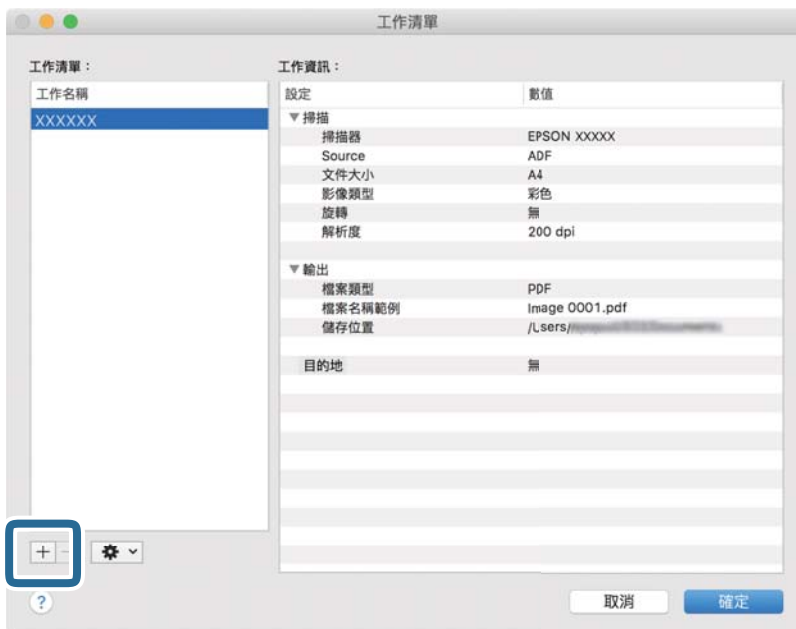 工作清單
工作清單：
工作資訊：
工作名稱
設定 數值
XXXXXX
▼掃描
掃描器 EPSON XXXXX
Source ADF
文件大小 A4
影像類型 彩色
旋轉 無
解析度 200 dpi
▼輸出
檔案類型 PDF
檔案名稱範例 Image 0001.pdf
儲存位置 /Users/
目的地 無
+ −
?
取消
確定